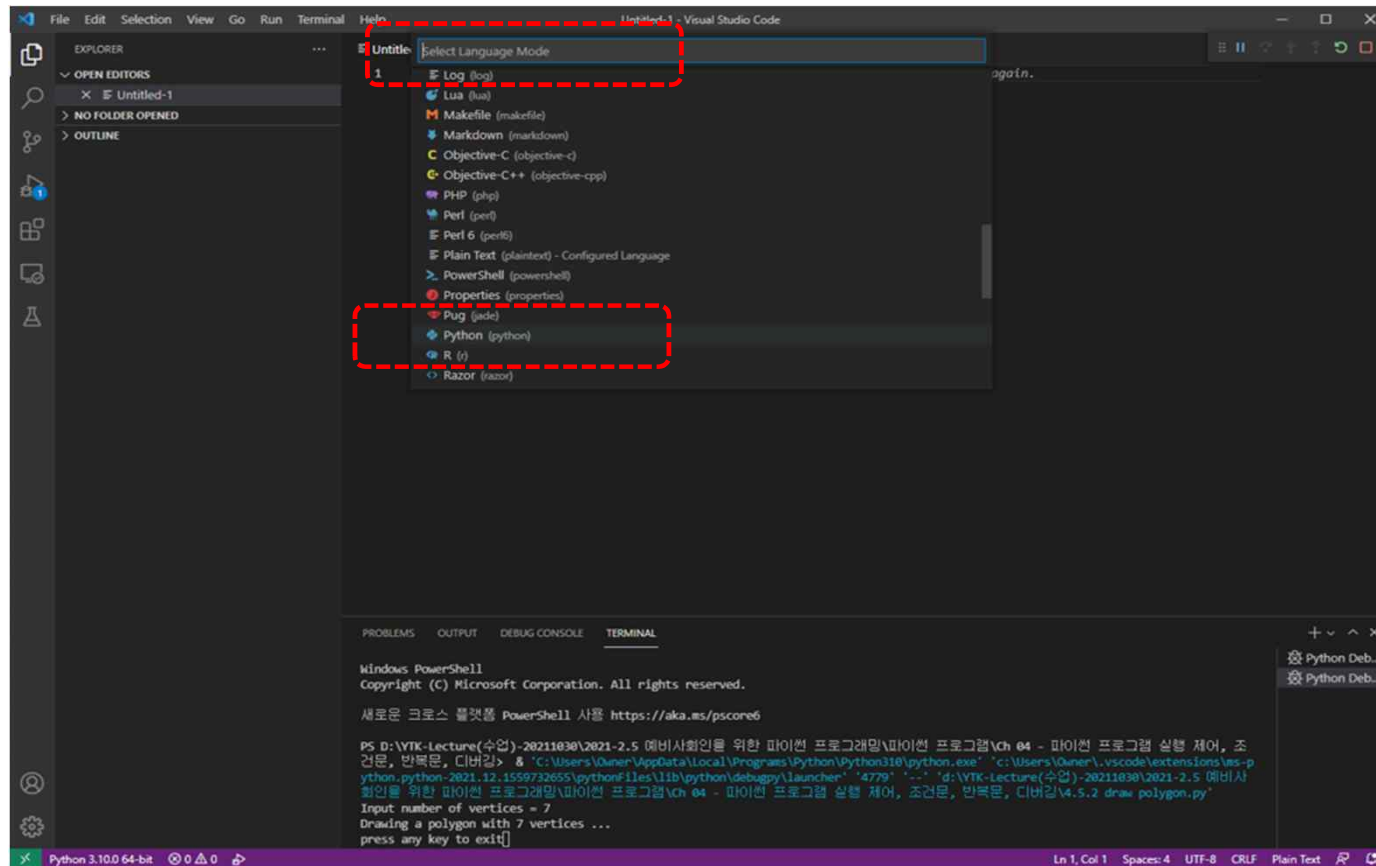 File Edit Selection View Go Run Terminal Help
Untitled-1 - Visual Studio Code
EXPLORER
OPEN EDITORS
Untitled-1
NO FOLDER OPENED
OUTLINE
1
Select Language Mode
1
again.
Log (log)
Lua (lua)
Makefile (makefile)
Markdown (markdown)
Objective-C (objective-c)
Objective-C++ (objective-cpp)
PHP (php)
Perl (perl)
Perl 6 (perl6)
Plain Text (plaintext) - Configured Language
PowerShell (powershell)
Properties (properties)
Pug (jade)
Python (python)
R (r)
Razor (razor)
PROBLEMS OUTPUT DEBUG CONSOLE TERMINAL
Python Deb...
Python Deb...
Windows PowerShell
Copyright (C) Microsoft Corporation. All rights reserved.
새로운 크로스 플랫폼 PowerShell 사용 https://aka.ms/pscore6
PS D:\YTK-Lecture(수업)-20211030\2021-2.5 예비사회인을 위한 파이썬 프로그래밍\파이썬 프로그램\Ch 04 - 파이썬 프로그램 실행 제어, 조
건문, 반복문, 디버깅> & 'C:\Users\Owner\AppData\Local\Programs\Python\Python310\python.exe' 'c:\Users\Owner\.vscode\extensions\ms-p
ython.python-2021.12.1559732655\pythonFiles\lib\python\debugpy\launcher' '4779' '--' 'd:\YTK-Lecture(수업)-20211030\2021-2.5 예비사
회인을 위한 파이썬 프로그래밍\파이썬 프로그램\Ch 04 - 파이썬 프로그램 실행 제어, 조건문, 반복문, 디버깅\4.5.2 draw polygon.py'
Input number of vertices = 7
Drawing a polygon with 7 vertices ...
press any key to exit
Python 3.10.0 64-bit 0 0 Ln 1, Col 1 Spaces: 4 UTF-8 CRLF Plain Text